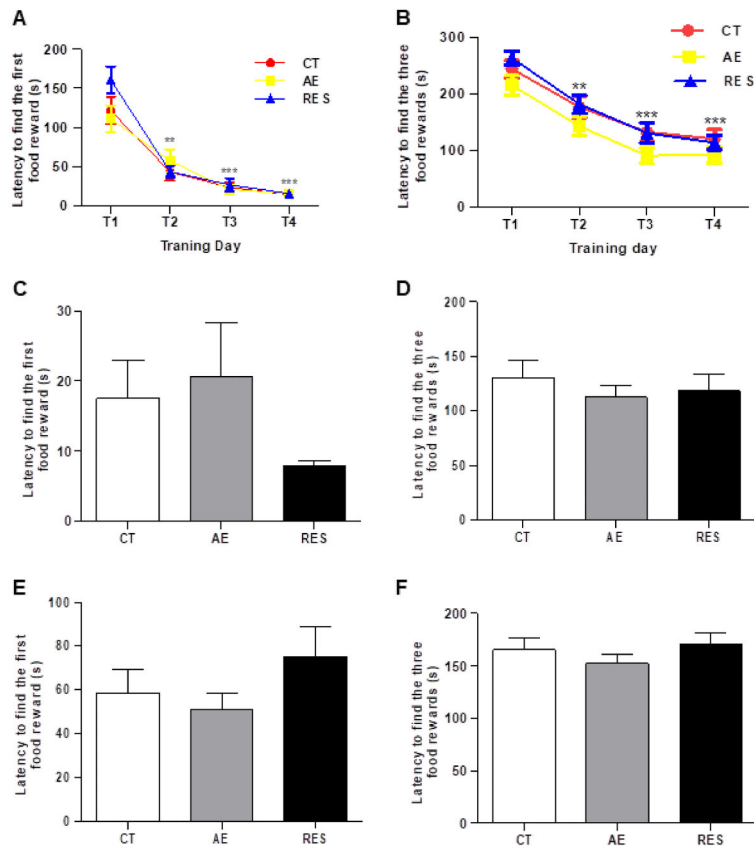 A
Latency to find the first
food reward (s)
200
150
100
50
0
CT
AE
RES
**
***
***
T1 T2 T3 T4
Traning Day
B
Latency to find the three
food rewards (s)
300
200
100
0
CT
AE
RES
**
***
***
T1 T2 T3 T4
Training day
C
Latency to find the first
food reward (s)
30
20
10
0
CT AE RES
D
Latency to find the three
food rewards (s)
200
150
100
50
0
CT AE RES
E
Latency to find the first
food reward (s)
100
80
60
40
20
0
CT AE RES
F
Latency to find the three
food rewards (s)
200
150
100
50
0
CT AE RES